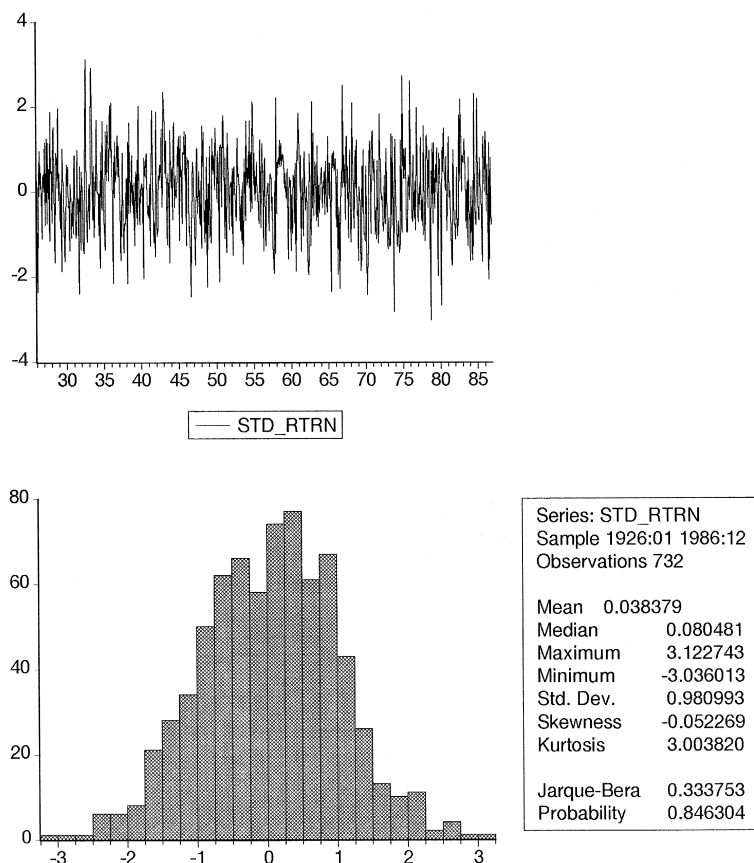 4
2
0
-2
-4
30 35 40 45 50 55 60 65 70 75 80 85
STD_RTRN
80
60
40
20
0
-3 -2 -1 0 1 2 3
Series: STD_RTRN
Sample 1926:01 1986:12
Observations 732
Mean 0.038379
Median 0.080481
Maximum 3.122743
Minimum -3.036013
Std. Dev. 0.980993
Skewness -0.052269
Kurtosis 3.003820
Jarque-Bera 0.333753
Probability 0.846304